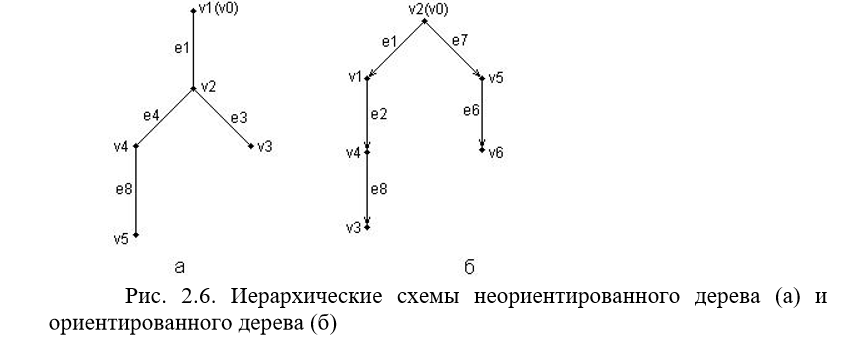 v1(v0) v2(v0)
e1 e1 e7
v2 v1 v5
e4 e3 e2 e6
v4 v3 v4 v6
e8 e8
v5 v3
а б
Рис. 2.6. Иерархические схемы неориентированного дерева (а) и
ориентированного дерева (б)